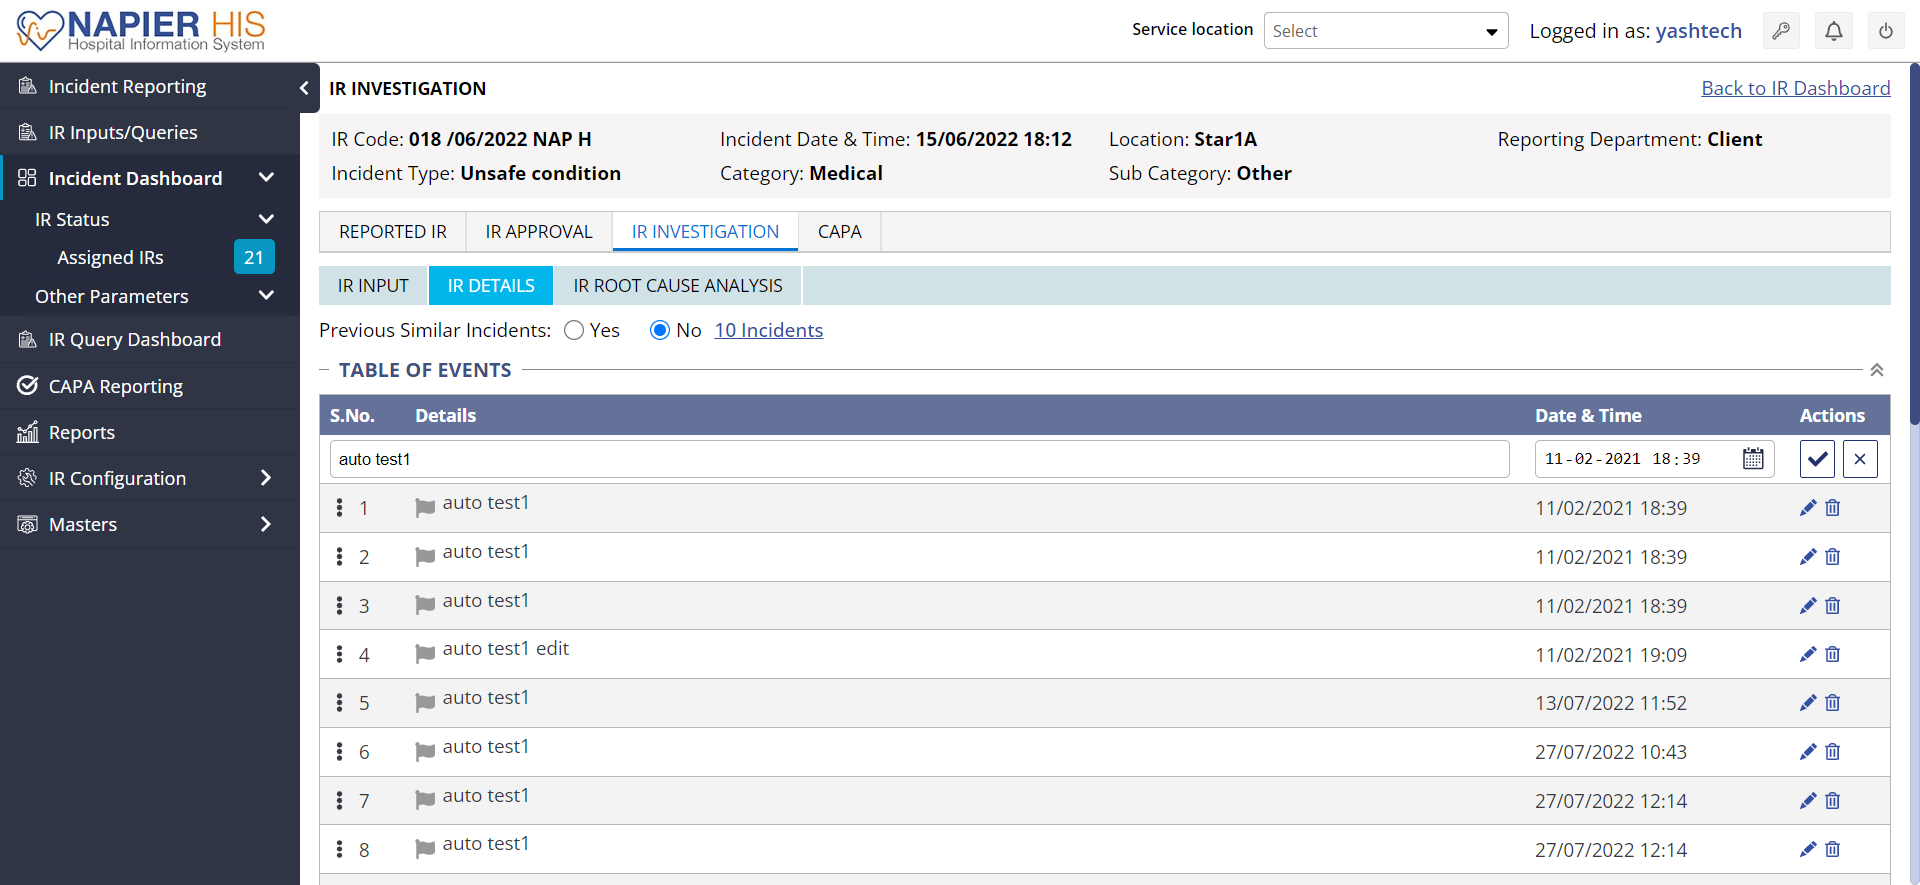 NAPIER HIS
Hospital Information System
Service location
Select
Logged in as: yashtech
Incident Reporting
IR Inputs/Queries
Incident Dashboard
IR Status
Assigned IRs 21
Other Parameters
IR Query Dashboard
CAPA Reporting
Reports
IR Configuration
Masters
IR INVESTIGATION
Back to IR Dashboard
IR Code: 018 /06/2022 NAP H Incident Date & Time: 15/06/2022 18:12 Location: Star1A Reporting Department: Client
Incident Type: Unsafe condition Category: Medical Sub Category: Other
REPORTED IR IR APPROVAL IR INVESTIGATION CAPA
IR INPUT IR DETAILS IR ROOT CAUSE ANALYSIS
Previous Similar Incidents: Yes No 10 Incidents
TABLE OF EVENTS
S.No. Details Date & Time Actions
auto test1 11-02-2021 18:39
1 auto test1 11/02/2021 18:39
2 auto test1 11/02/2021 18:39
3 auto test1 11/02/2021 18:39
4 auto test1 edit 11/02/2021 19:09
5 auto test1 13/07/2022 11:52
6 auto test1 27/07/2022 10:43
7 auto test1 27/07/2022 12:14
8 auto test1 27/07/2022 12:14